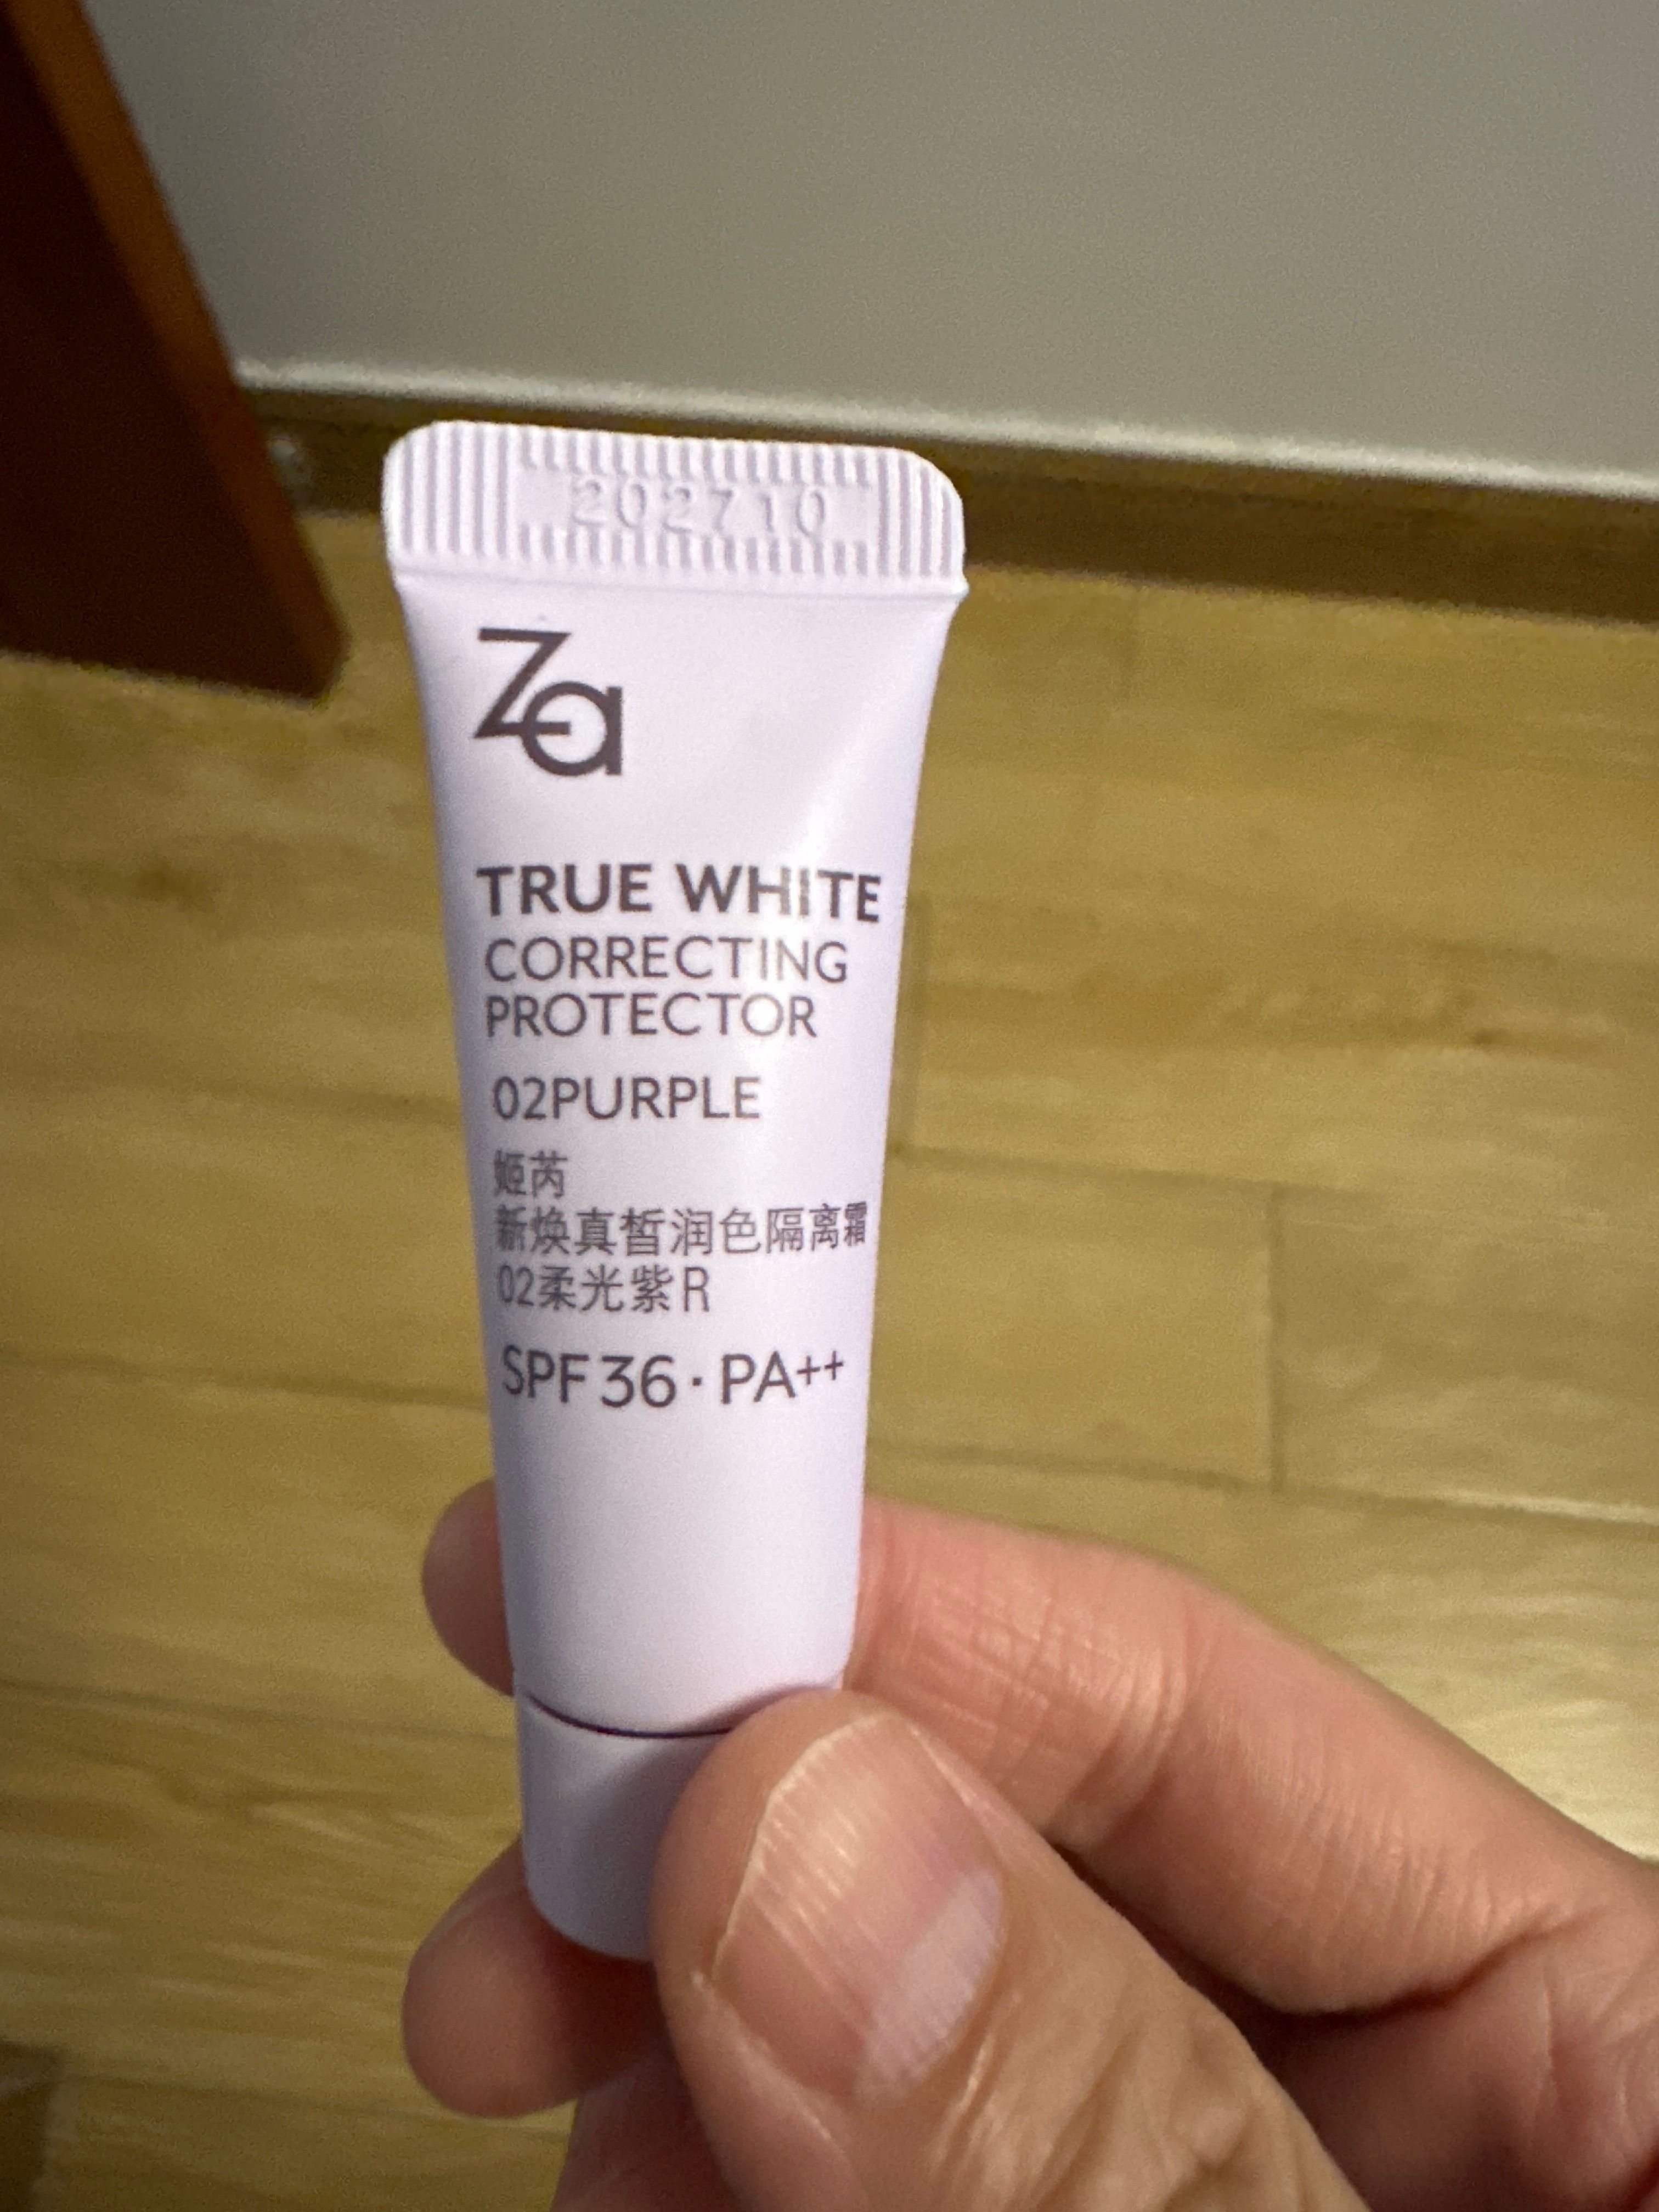 202710
Za
TRUE WHITE
CORRECTING
PROTECTOR
02PURPLE
姬芮
新焕真皙润色隔离霜
02柔光紫R
SPF36·PA++